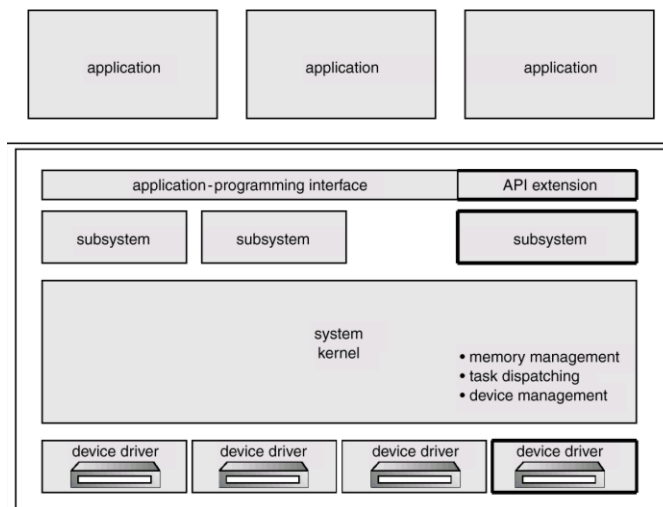 application
application
application
application-programming interface
API extension
subsystem
subsystem
subsystem
system
kernel
• memory management
• task dispatching
• device management
device driver
device driver
device driver
device driver